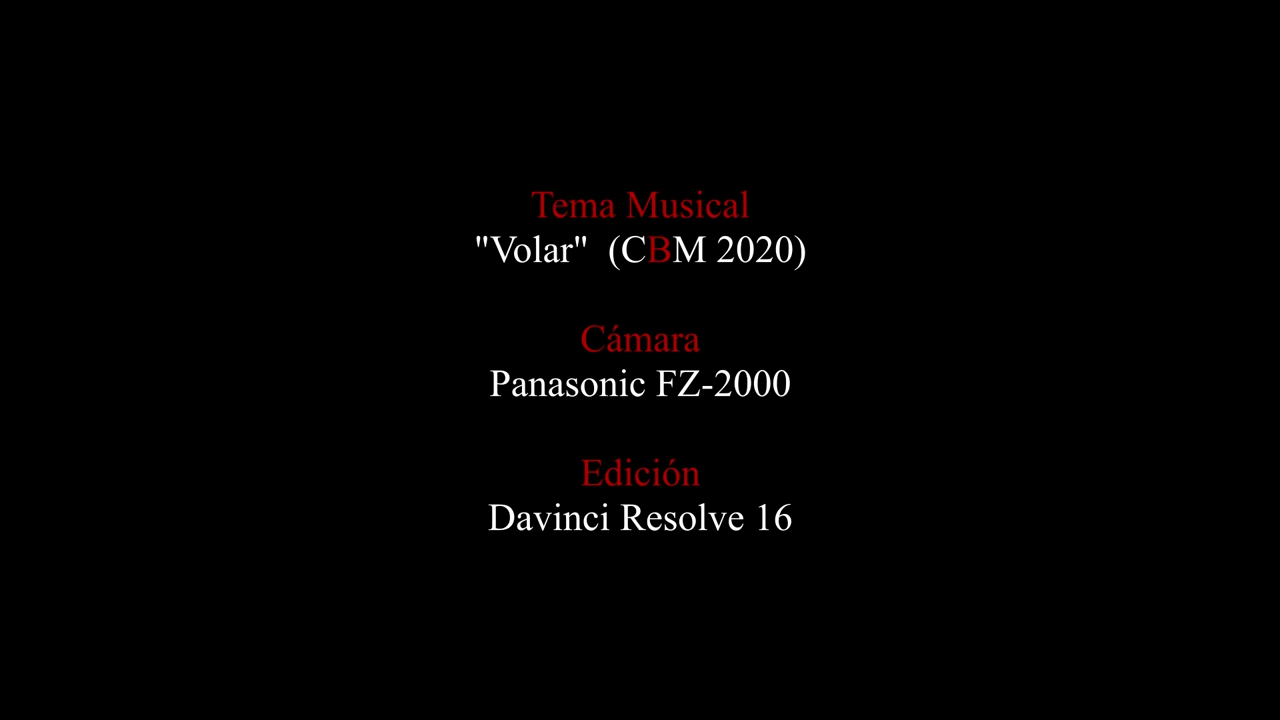 Tema Musical
"Volar"  (CBM 2020)
Cámara
Panasonic FZ-2000
Edición
Davinci Resolve 16